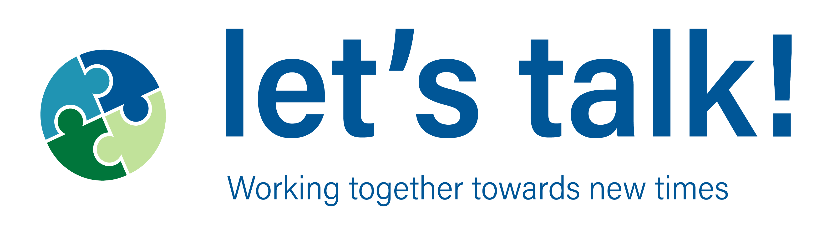 let's talk!
Working together towards new times